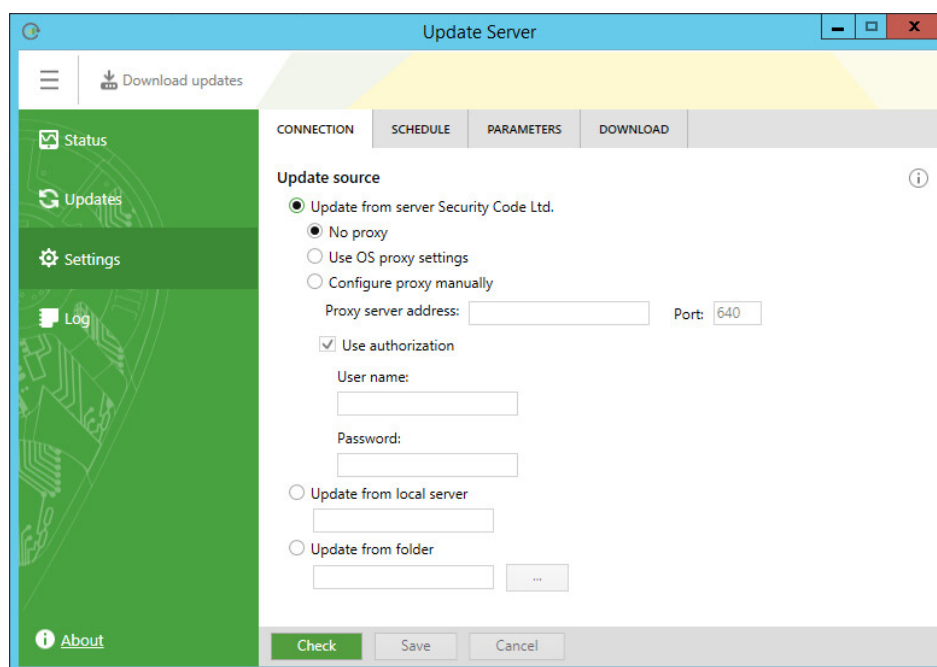 Update Server
Download updates
Status
Updates
Settings
Log
About
CONNECTION SCHEDULE PARAMETERS DOWNLOAD
Update source
Update from server Security Code Ltd.
No proxy
Use OS proxy settings
Configure proxy manually
Proxy server address: Port: 640
Use authorization
User name:
Password:
Update from local server
Update from folder
...
Check Save Cancel